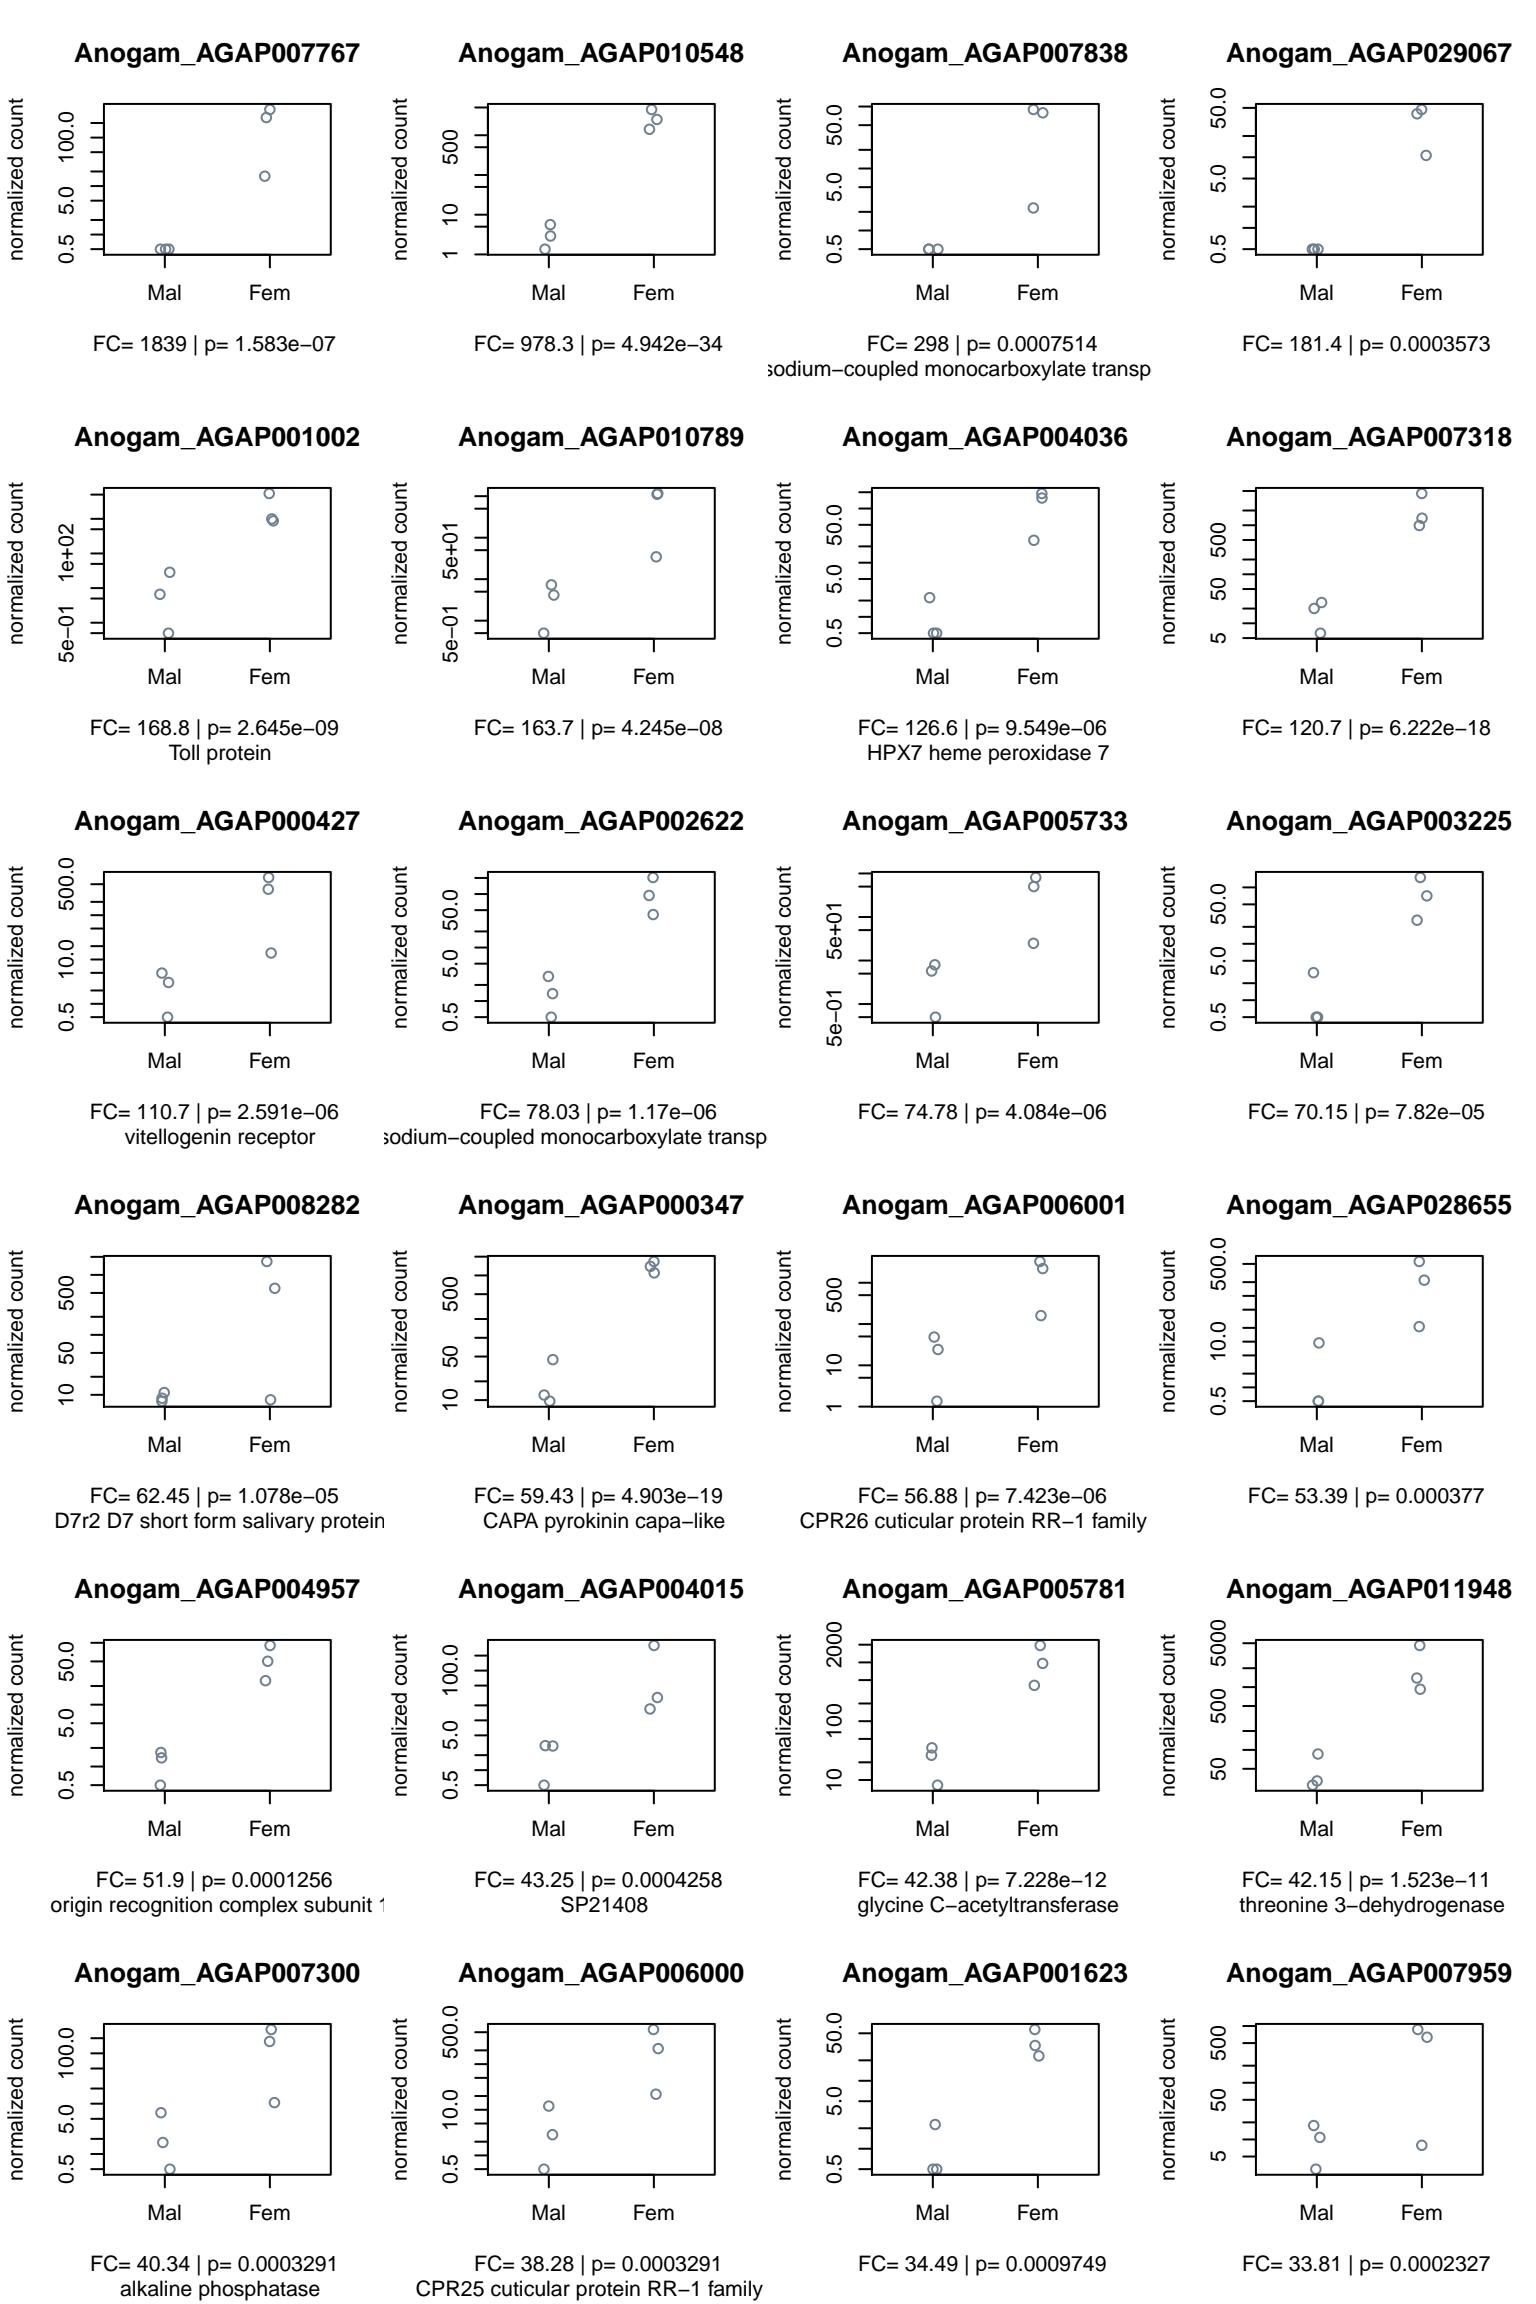 Anogam_AGAP007767 Anogam_AGAP010548 Anogam_AGAP007838 Anogam_AGAP029067
normalized count normalized count normalized count normalized count
100.0 500 50.0 50.0
5.0 10 5.0 5.0
0.5 1 0.5 0.5
Mal Fem Mal Fem Mal Fem Mal Fem
FC= 1839 | p= 1.583e−07 FC= 978.3 | p= 4.942e−34 FC= 298 | p= 0.0007514 FC= 181.4 | p= 0.0003573
sodium−coupled monocarboxylate transp
Anogam_AGAP001002 Anogam_AGAP010789 Anogam_AGAP004036 Anogam_AGAP007318
normalized count normalized count normalized count normalized count
1e+02 5e+01 50.0 500
5.0 50
5e−01 5e−01 0.5 5
Mal Fem Mal Fem Mal Fem Mal Fem
FC= 168.8 | p= 2.645e−09 FC= 163.7 | p= 4.245e−08 FC= 126.6 | p= 9.549e−06 FC= 120.7 | p= 6.222e−18
Toll protein HPX7 heme peroxidase 7
Anogam_AGAP000427 Anogam_AGAP002622 Anogam_AGAP005733 Anogam_AGAP003225
normalized count normalized count normalized count normalized count
500.0 50.0 5e+01 50.0
10.0 5.0 5.0
0.5 0.5 5e−01 0.5
Mal Fem Mal Fem Mal Fem Mal Fem
FC= 110.7 | p= 2.591e−06 FC= 78.03 | p= 1.17e−06 FC= 74.78 | p= 4.084e−06 FC= 70.15 | p= 7.82e−05
vitellogenin receptor sodium−coupled monocarboxylate transp
Anogam_AGAP008282 Anogam_AGAP000347 Anogam_AGAP006001 Anogam_AGAP028655
normalized count normalized count normalized count normalized count
500 500 500 500.0
50 50 10 10.0
10 10 1 0.5
Mal Fem Mal Fem Mal Fem Mal Fem
FC= 62.45 | p= 1.078e−05 FC= 59.43 | p= 4.903e−19 FC= 56.88 | p= 7.423e−06 FC= 53.39 | p= 0.000377
D7r2 D7 short form salivary protein CAPA pyrokinin capa−like CPR26 cuticular protein RR−1 family
Anogam_AGAP004957 Anogam_AGAP004015 Anogam_AGAP005781 Anogam_AGAP011948
normalized count normalized count normalized count normalized count
50.0 100.0 2000 5000
5.0 5.0 100 500
0.5 0.5 10 50
Mal Fem Mal Fem Mal Fem Mal Fem
FC= 51.9 | p= 0.0001256 FC= 43.25 | p= 0.0004258 FC= 42.38 | p= 7.228e−12 FC= 42.15 | p= 1.523e−11
origin recognition complex subunit 1 SP21408 glycine C−acetyltransferase threonine 3−dehydrogenase
Anogam_AGAP007300 Anogam_AGAP006000 Anogam_AGAP001623 Anogam_AGAP007959
normalized count normalized count normalized count normalized count
100.0 500.0 50.0 500
5.0 10.0 5.0 50
0.5 0.5 0.5 5
Mal Fem Mal Fem Mal Fem Mal Fem
FC= 40.34 | p= 0.0003291 FC= 38.28 | p= 0.0003291 FC= 34.49 | p= 0.0009749 FC= 33.81 | p= 0.0002327
alkaline phosphatase CPR25 cuticular protein RR−1 family